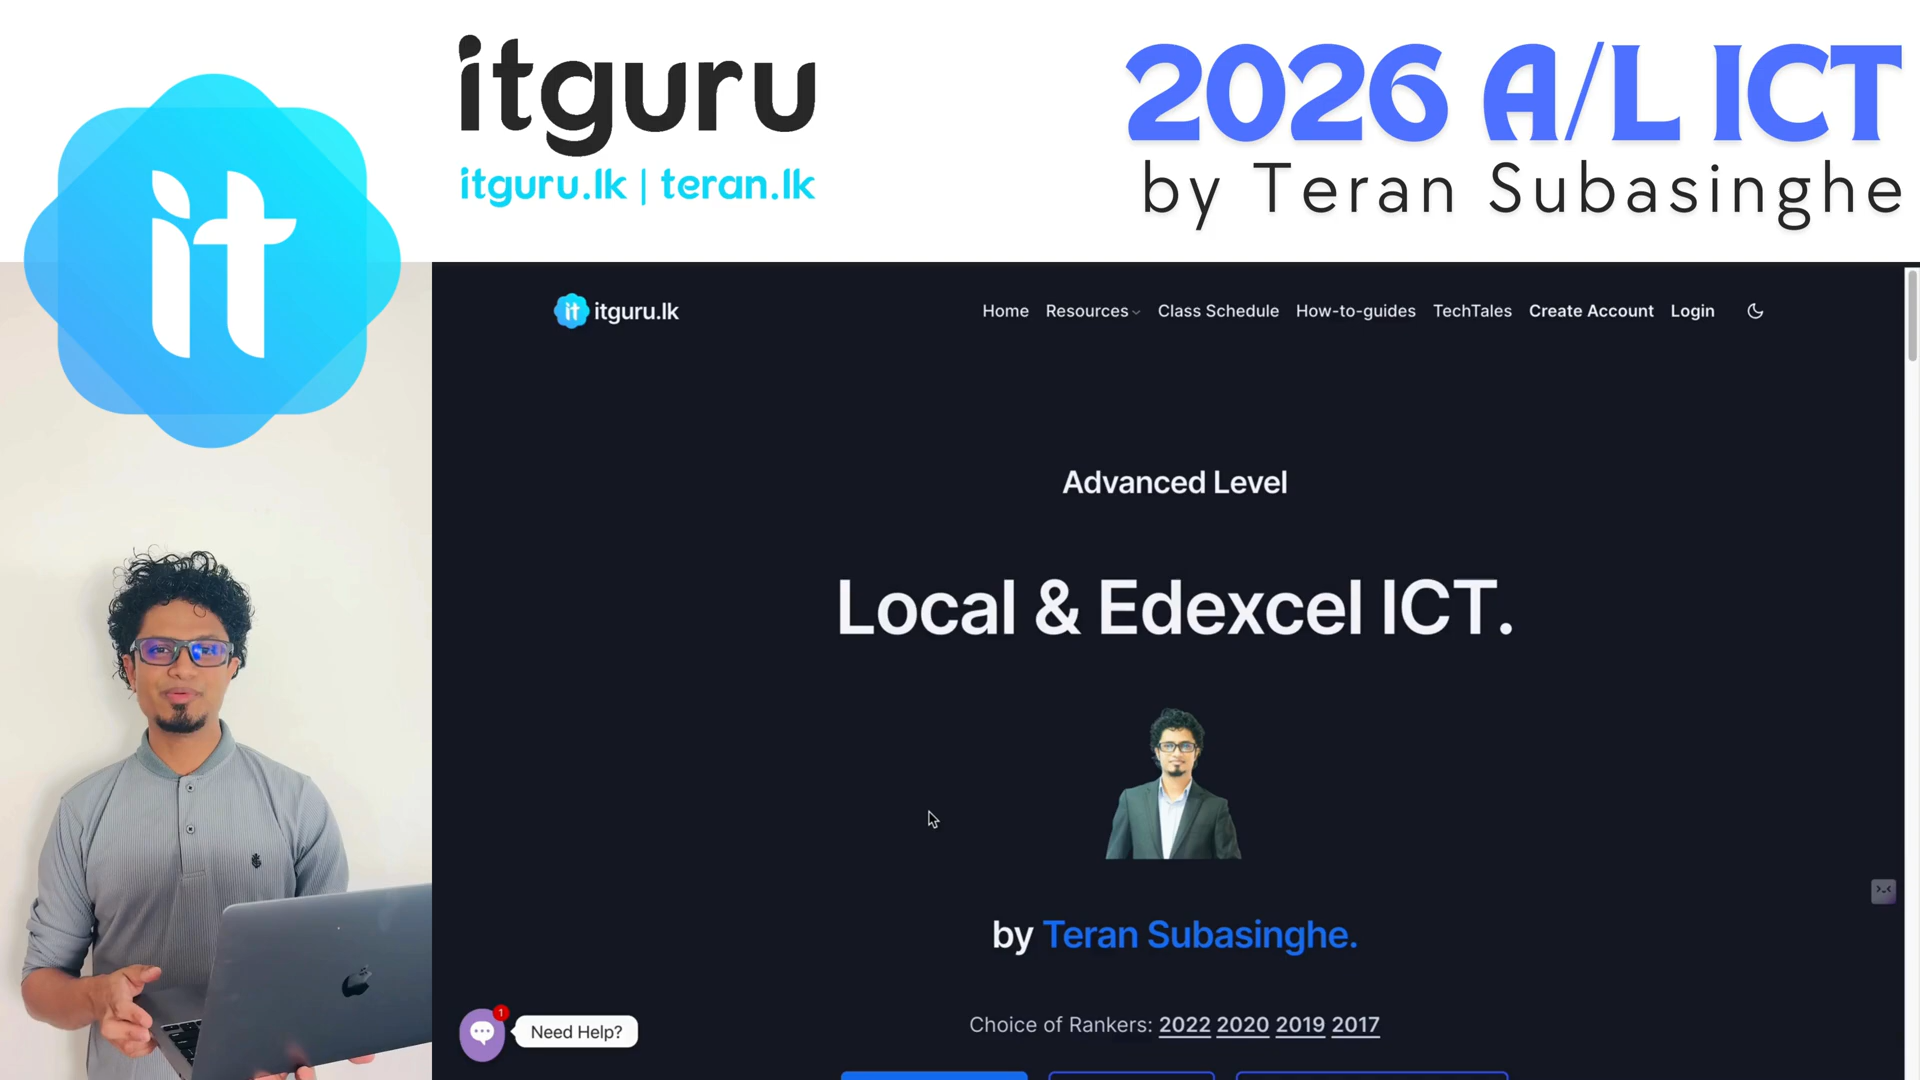 it
itguru
itguru.lk | teran.lk
2026 A/L ICT
by Teran Subasinghe
it itguru.lk
Home Resources Class Schedule How-to-guides TechTales Create Account Login
Advanced Level
Local & Edexcel ICT.
by Teran Subasinghe.
Choice of Rankers: 2022 2020 2019 2017
1
Need Help?